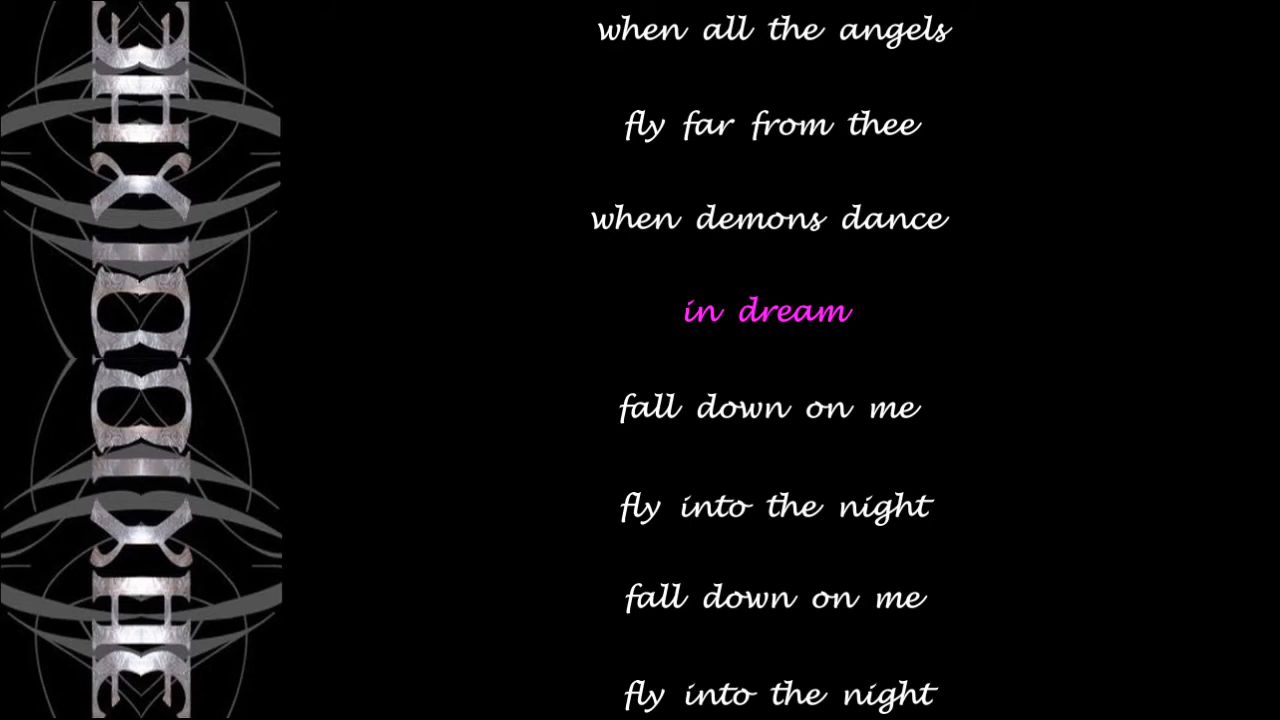 when all the angels
fly far from thee
when demons dance
in dream
fall down on me
fly into the night
fall down on me
fly into the night